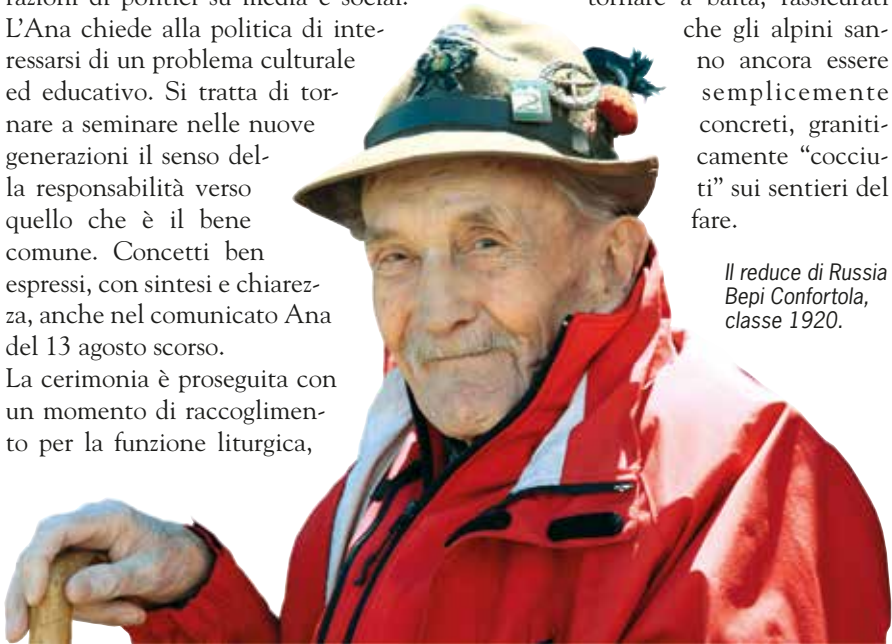 razioni di politici su media e social.
L'Ana chiede alla politica di inte-
ressarsi di un problema culturale
ed educativo. Si tratta di tor-
nare a seminare nelle nuove
generazioni il senso del-
la responsabilità verso
quello che è il bene
comune. Concetti ben
espressi, con sintesi e chiarez-
za, anche nel comunicato Ana
del 13 agosto scorso.
La cerimonia è proseguita con
un momento di raccoglimen-
to per la funzione liturgica,
tornare a baita, rassicurati
che gli alpini san-
no ancora essere
semplicemente
concreti, graniti-
camente “cocciu-
ti” sui sentieri del
fare.
Il reduce di Russia
Bepi Confortola,
classe 1920.